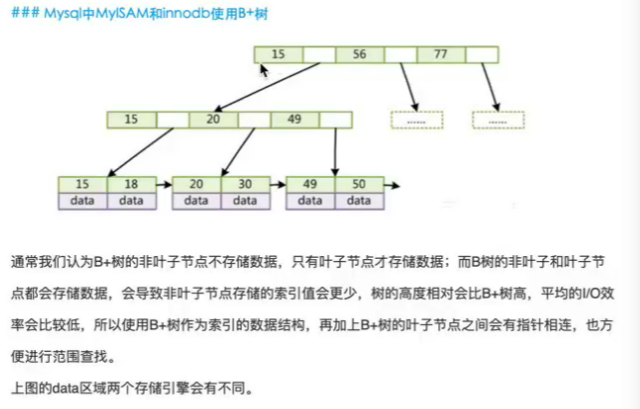 ### Mysql中MyISAM和innodb使用B+树
15 56 77
15 20 49
...... ......
15 18 20 30 49 50
data data data data data data
通常我们认为B+树的非叶子节点不存储数据，只有叶子节点才存储数据；而B树的非叶子和叶子节
点都会存储数据，会导致非叶子节点存储的索引值会更少，树的高度相对会比B+树高，平均的I/O效
率会比较低，所以使用B+树作为索引的数据结构，再加上B+树的叶子节点之间会有指针相连，也方
便进行范围查找。
上图的data区域两个存储引擎会有不同。